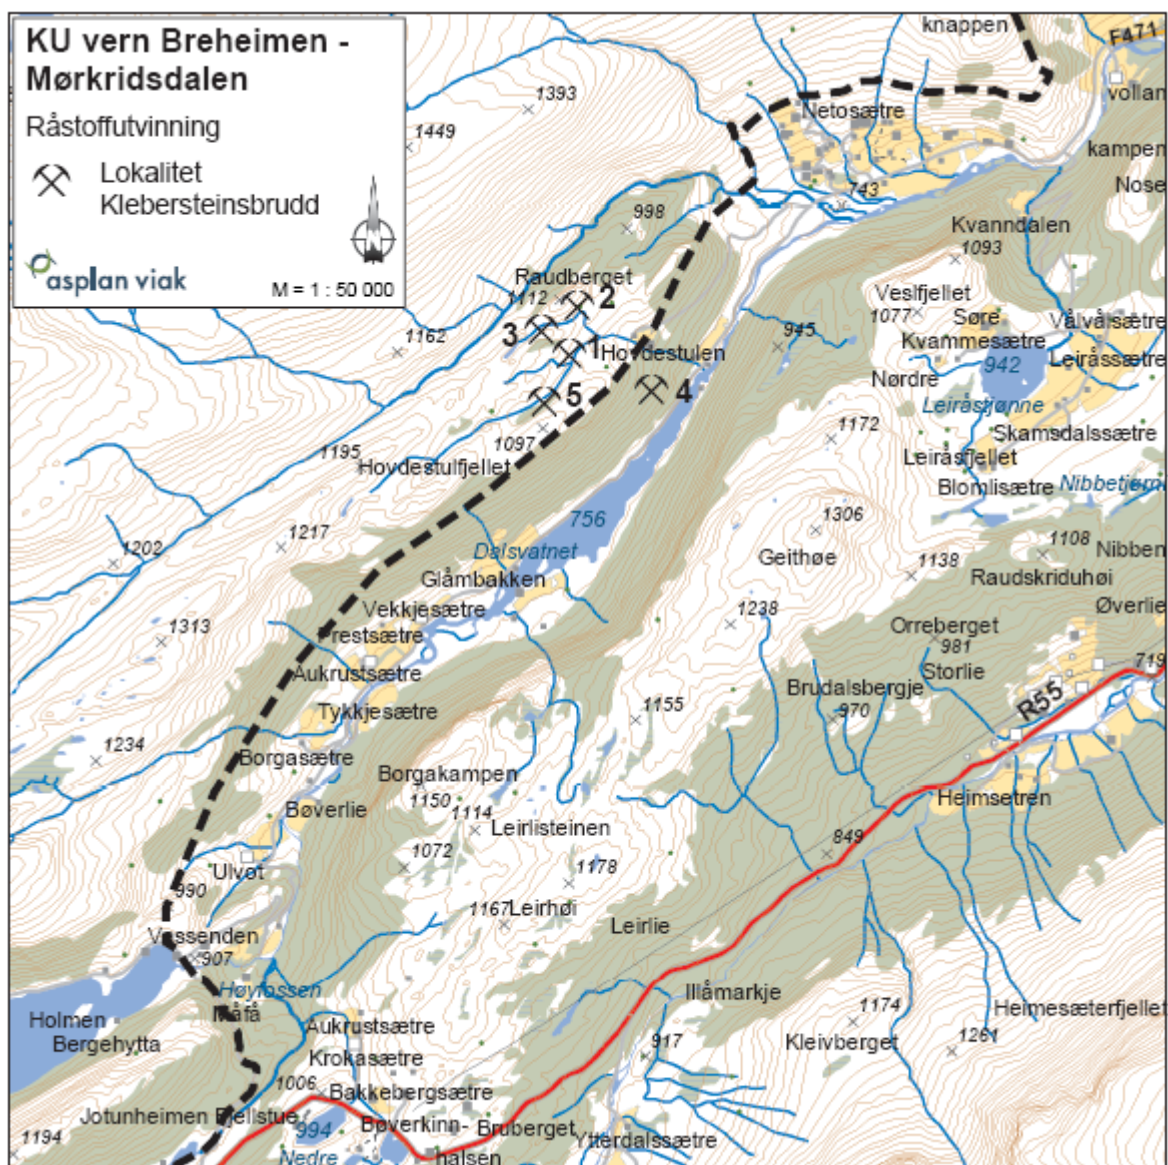 KU vern Breheimen -
Mørkridsdalen
Råstoffutvinning
Lokalitet
Klebersteinsbrudd
asplan viak
M = 1 : 50 000
knappen
F471
vollan
1393
Netosætre
1449
kampen
743
Nose
998
Kvanndalen
1093
Raudberget
1112
2
Veslfjellet
1077
Søre
Vålvålsætre
3
1162
1
Hovdestulen
945
Kvammesætre
942
Leiråssætre
Nørdre
5
4
Leiråstjønne
1097
1172
Skamsdalssætre
1195
Hovdestulfjellet
Leiråsfjellet
Blomlisætre
Nibbetjørn
756
1306
1217
1202
Dalsvatnet
Geithøe
1108
Nibben
Glåmbakken
1138
Raudskriduhøi
Vekkjesætre
Øverlie
1313
restsætre
1238
Orreberget
981
Aukrustsætre
Storlie
719
Brudalsbergje
970
R55
Tykkjesætre
1155
1234
Borgasætre
Borgakampen
1150
Heimsetren
Bøverlie
1114
Leirlisteinen
849
1072
Ulvot
1178
990
1167
Leirhøi
Leirlie
Vassenden
907
Høyfossen
Illåmarkje
Måfå
1174
Heimesæterfjellet
Holmen
Bergehytta
Aukrustsætre
917
Kleivberget
1261
Krokasætre
1006
Bakkebergsætre
Jotunheimen Fjellstue
994
Bøverkinn-
halsen
Bruberget
Ytterdalssætre
1194
Nedre